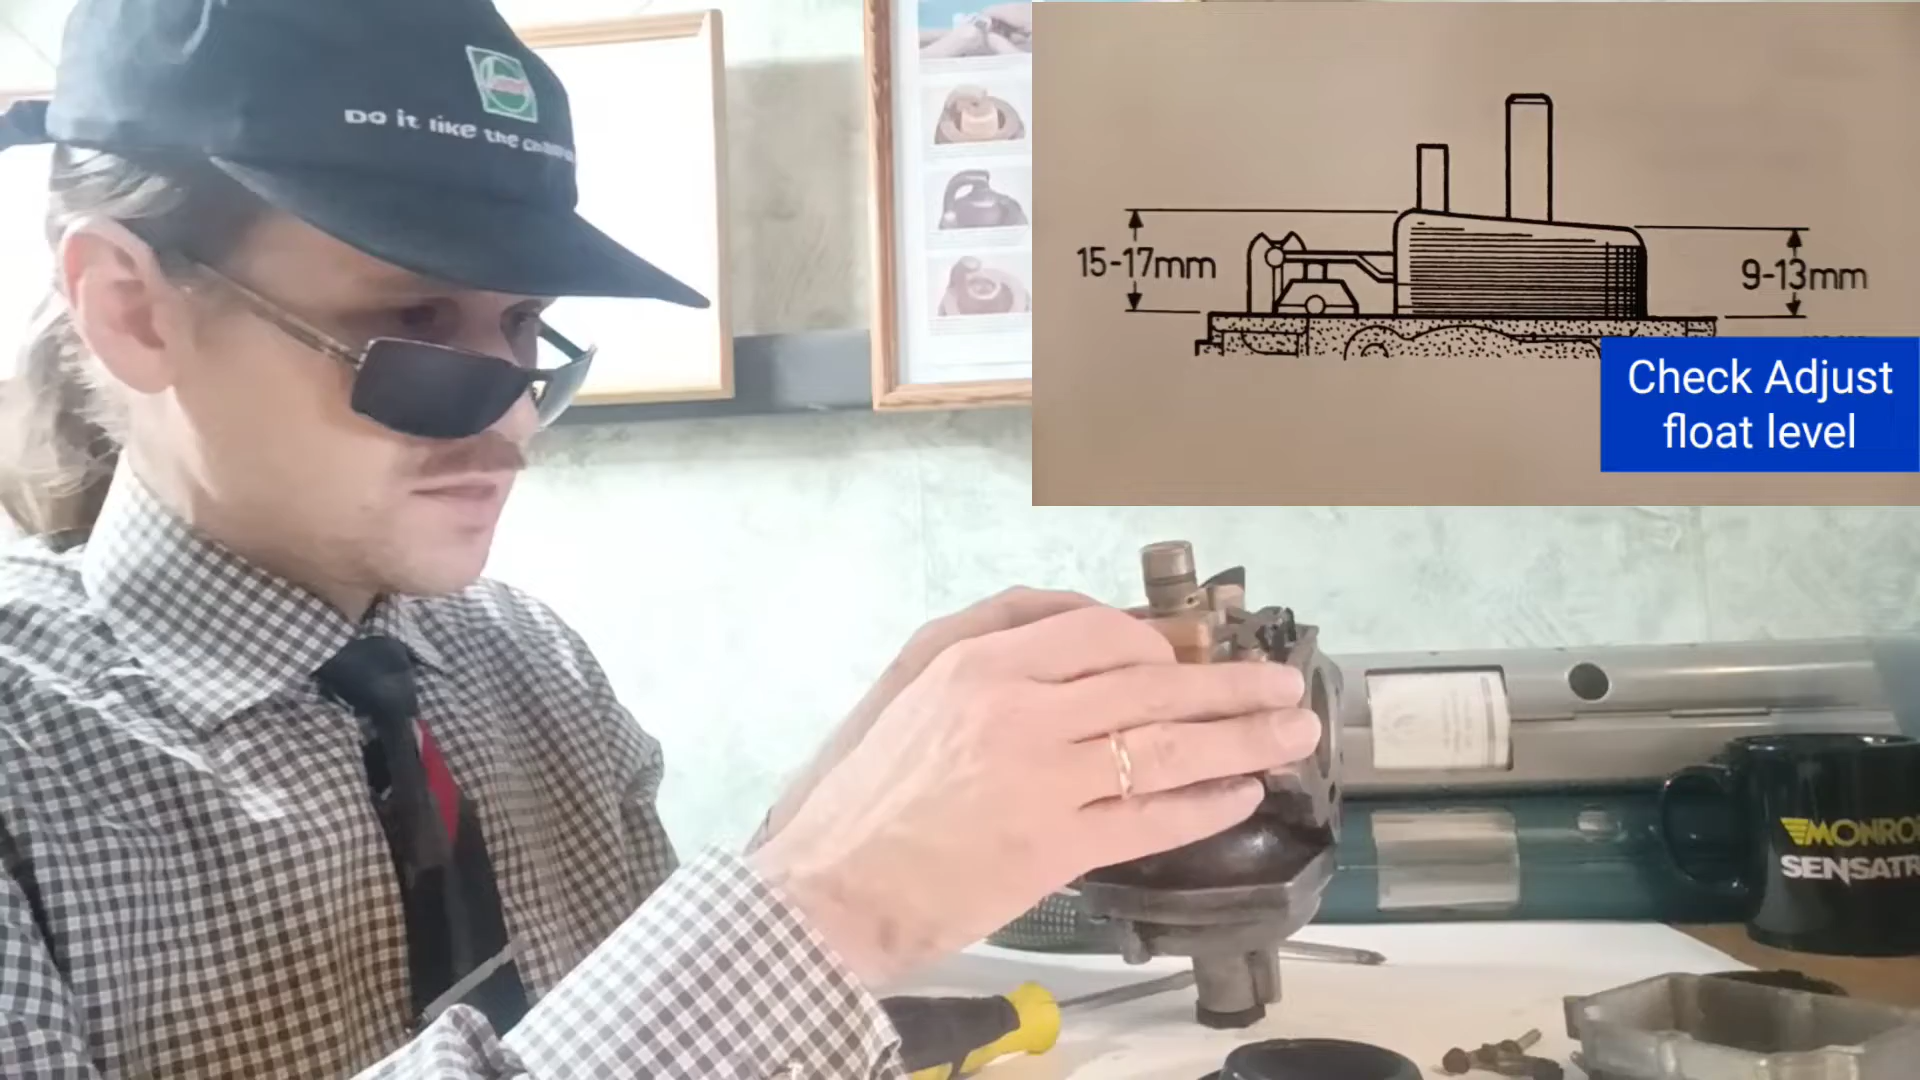 Do it like the
15-17mm
9-13mm
Check Adjust
float level
MONRO
SENSATR